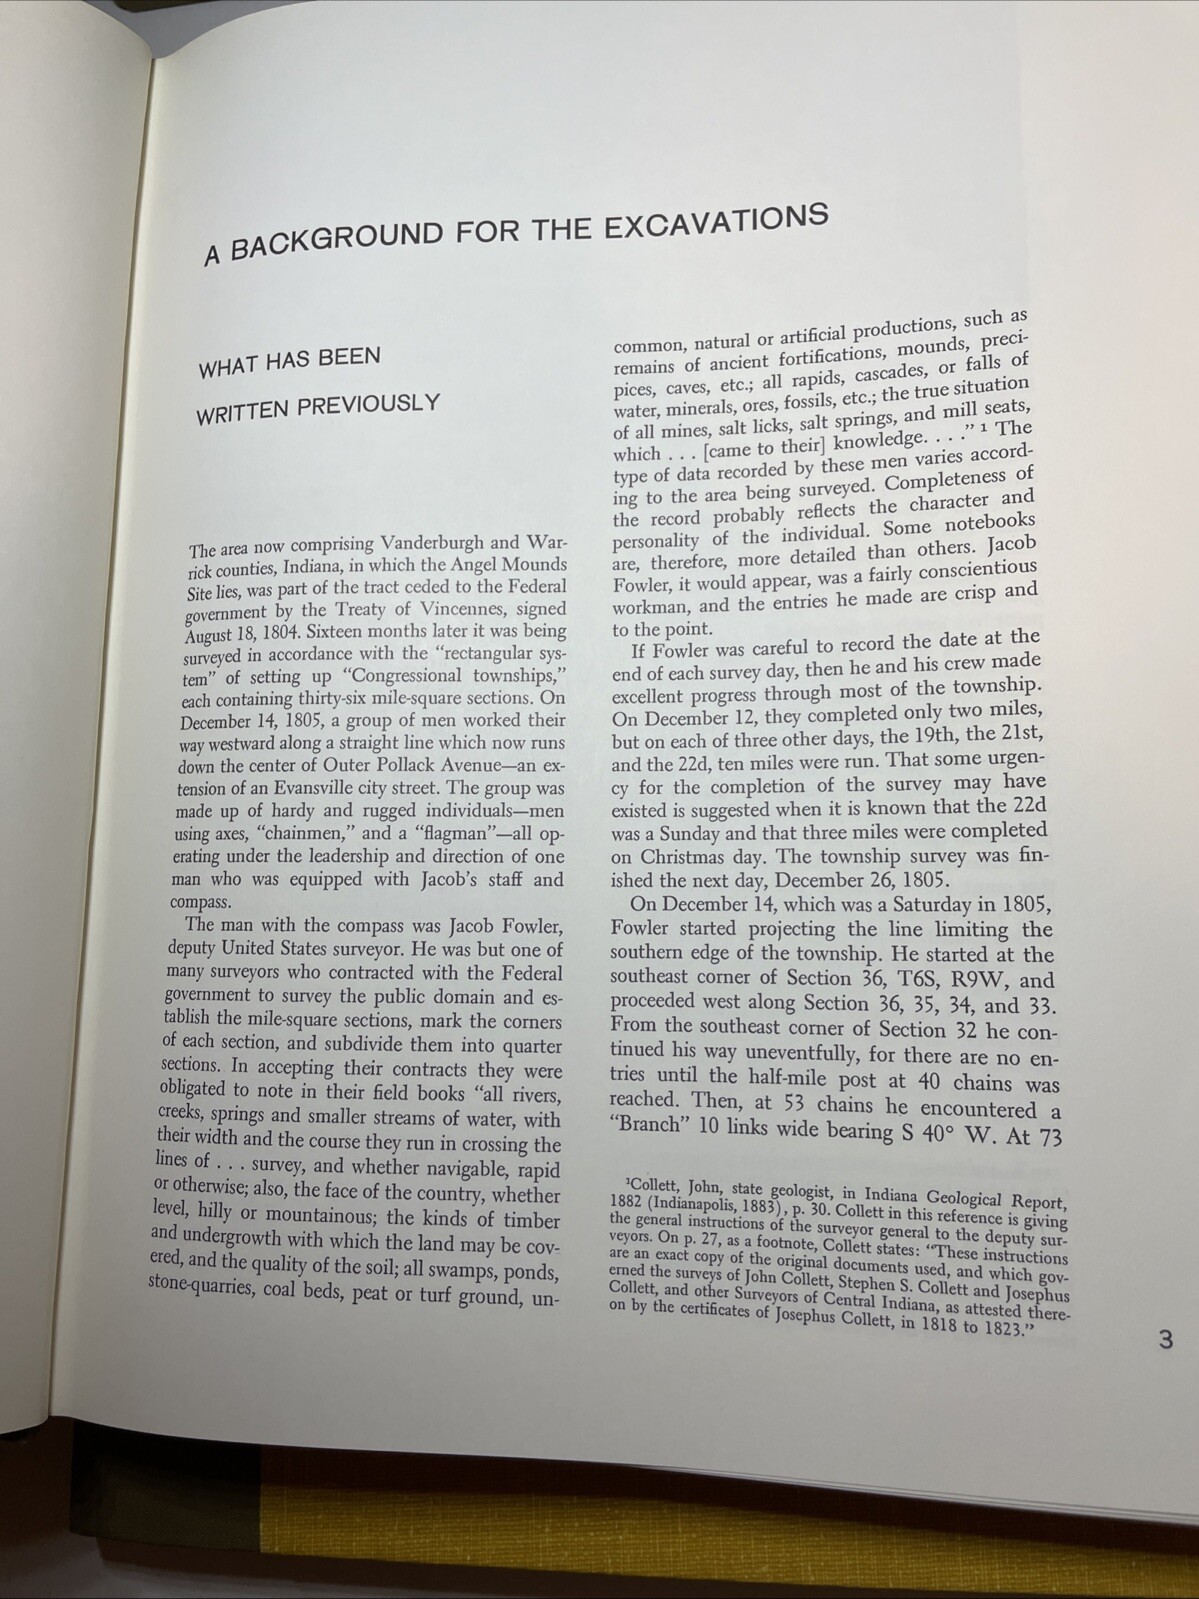 A BACKGROUND FOR THE EXCAVATIONS
WHAT HAS BEEN
WRITTEN PREVIOUSLY
The area now comprising Vanderburgh and War-
rick counties, Indiana, in which the Angel Mounds
Site lies, was part of the tract ceded to the Federal
government by the Treaty of Vincennes, signed
August 18, 1804. Sixteen months later it was being
surveyed in accordance with the “rectangular sys-
tem” of setting up “Congressional townships,”
each containing thirty-six mile-square sections. On
December 14, 1805, a group of men worked their
way westward along a straight line which now runs
down the center of Outer Pollack Avenue—an ex-
tension of an Evansville city street. The group was
made up of hardy and rugged individuals—men
using axes, “chainmen,” and a “flagman”—all op-
erating under the leadership and direction of one
man who was equipped with Jacob’s staff and
compass.
The man with the compass was Jacob Fowler,
deputy United States surveyor. He was but one of
many surveyors who contracted with the Federal
government to survey the public domain and es-
tablish the mile-square sections, mark the corners
of each section, and subdivide them into quarter
sections. In accepting their contracts they were
obligated to note in their field books “all rivers,
creeks, springs and smaller streams of water, with
their width and the course they run in crossing the
lines of . . . survey, and whether navigable, rapid
or otherwise; also, the face of the country, whether
level, hilly or mountainous; the kinds of timber
and undergrowth with which the land may be cov-
ered, and the quality of the soil; all swamps, ponds,
stone-quarries, coal beds, peat or turf ground, un-
common, natural or artificial productions, such as
remains of ancient fortifications, mounds, preci-
pices, caves, etc.; all rapids, cascades, or falls of
water, minerals, ores, fossils, etc.; the true situation
of all mines, salt licks, salt springs, and mill seats,
which . . . [came to their] knowledge. . . .” ¹ The
type of data recorded by these men varies accord-
ing to the area being surveyed. Completeness of
the record probably reflects the character and
personality of the individual. Some notebooks
are, therefore, more detailed than others. Jacob
Fowler, it would appear, was a fairly conscientious
workman, and the entries he made are crisp and
to the point.
If Fowler was careful to record the date at the
end of each survey day, then he and his crew made
excellent progress through most of the township.
On December 12, they completed only two miles,
but on each of three other days, the 19th, the 21st,
and the 22d, ten miles were run. That some urgen-
cy for the completion of the survey may have
existed is suggested when it is known that the 22d
was a Sunday and that three miles were completed
on Christmas day. The township survey was fin-
ished the next day, December 26, 1805.
On December 14, which was a Saturday in 1805,
Fowler started projecting the line limiting the
southern edge of the township. He started at the
southeast corner of Section 36, T6S, R9W, and
proceeded west along Section 36, 35, 34, and 33.
From the southeast corner of Section 32 he con-
tinued his way uneventfully, for there are no en-
tries until the half-mile post at 40 chains was
reached. Then, at 53 chains he encountered a
“Branch” 10 links wide bearing S 40° W. At 73
¹Collett, John, state geologist, in Indiana Geological Report,
1882 (Indianapolis, 1883), p. 30. Collett in this reference is giving
the general instructions of the surveyor general to the deputy sur-
veyors. On p. 27, as a footnote, Collett states: “These instructions
are an exact copy of the original documents used, and which gov-
erned the surveys of John Collett, Stephen S. Collett and Josephus
Collett, and other Surveyors of Central Indiana, as attested there-
on by the certificates of Josephus Collett, in 1818 to 1823.”
3